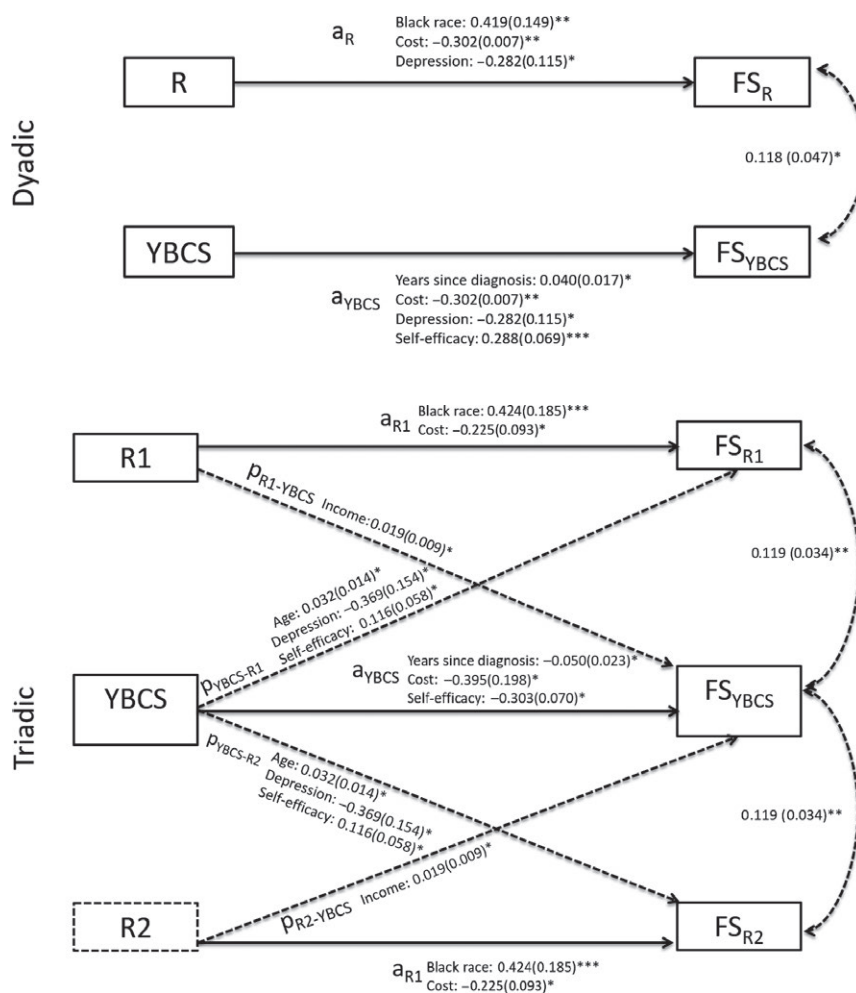 Dyadic
a_R
Black race: 0.419(0.149)**
Cost: −0.302(0.007)**
Depression: −0.282(0.115)*
R
FS_R
0.118 (0.047)*
YBCS
FS_YBCS
a_YBCS
Years since diagnosis: 0.040(0.017)*
Cost: −0.302(0.007)**
Depression: −0.282(0.115)*
Self-efficacy: 0.288(0.069)***
Triadic
a_R1
Black race: 0.424(0.185)***
Cost: −0.225(0.093)*
R1
FS_R1
p_R1-YBCS Income: 0.019(0.009)*
0.119 (0.034)**
Age: 0.032(0.014)*
Depression: −0.369(0.154)*
Self-efficacy: 0.116(0.058)*
p_YBCS-R1
a_YBCS
Years since diagnosis: −0.050(0.023)*
Cost: −0.395(0.198)*
Self-efficacy: −0.303(0.070)*
YBCS
FS_YBCS
p_YBCS-R2
Age: 0.032(0.014)*
Depression: −0.369(0.154)*
Self-efficacy: 0.116(0.058)*
0.119 (0.034)**
p_R2-YBCS Income: 0.019(0.009)*
R2
FS_R2
a_R1
Black race: 0.424(0.185)***
Cost: −0.225(0.093)*